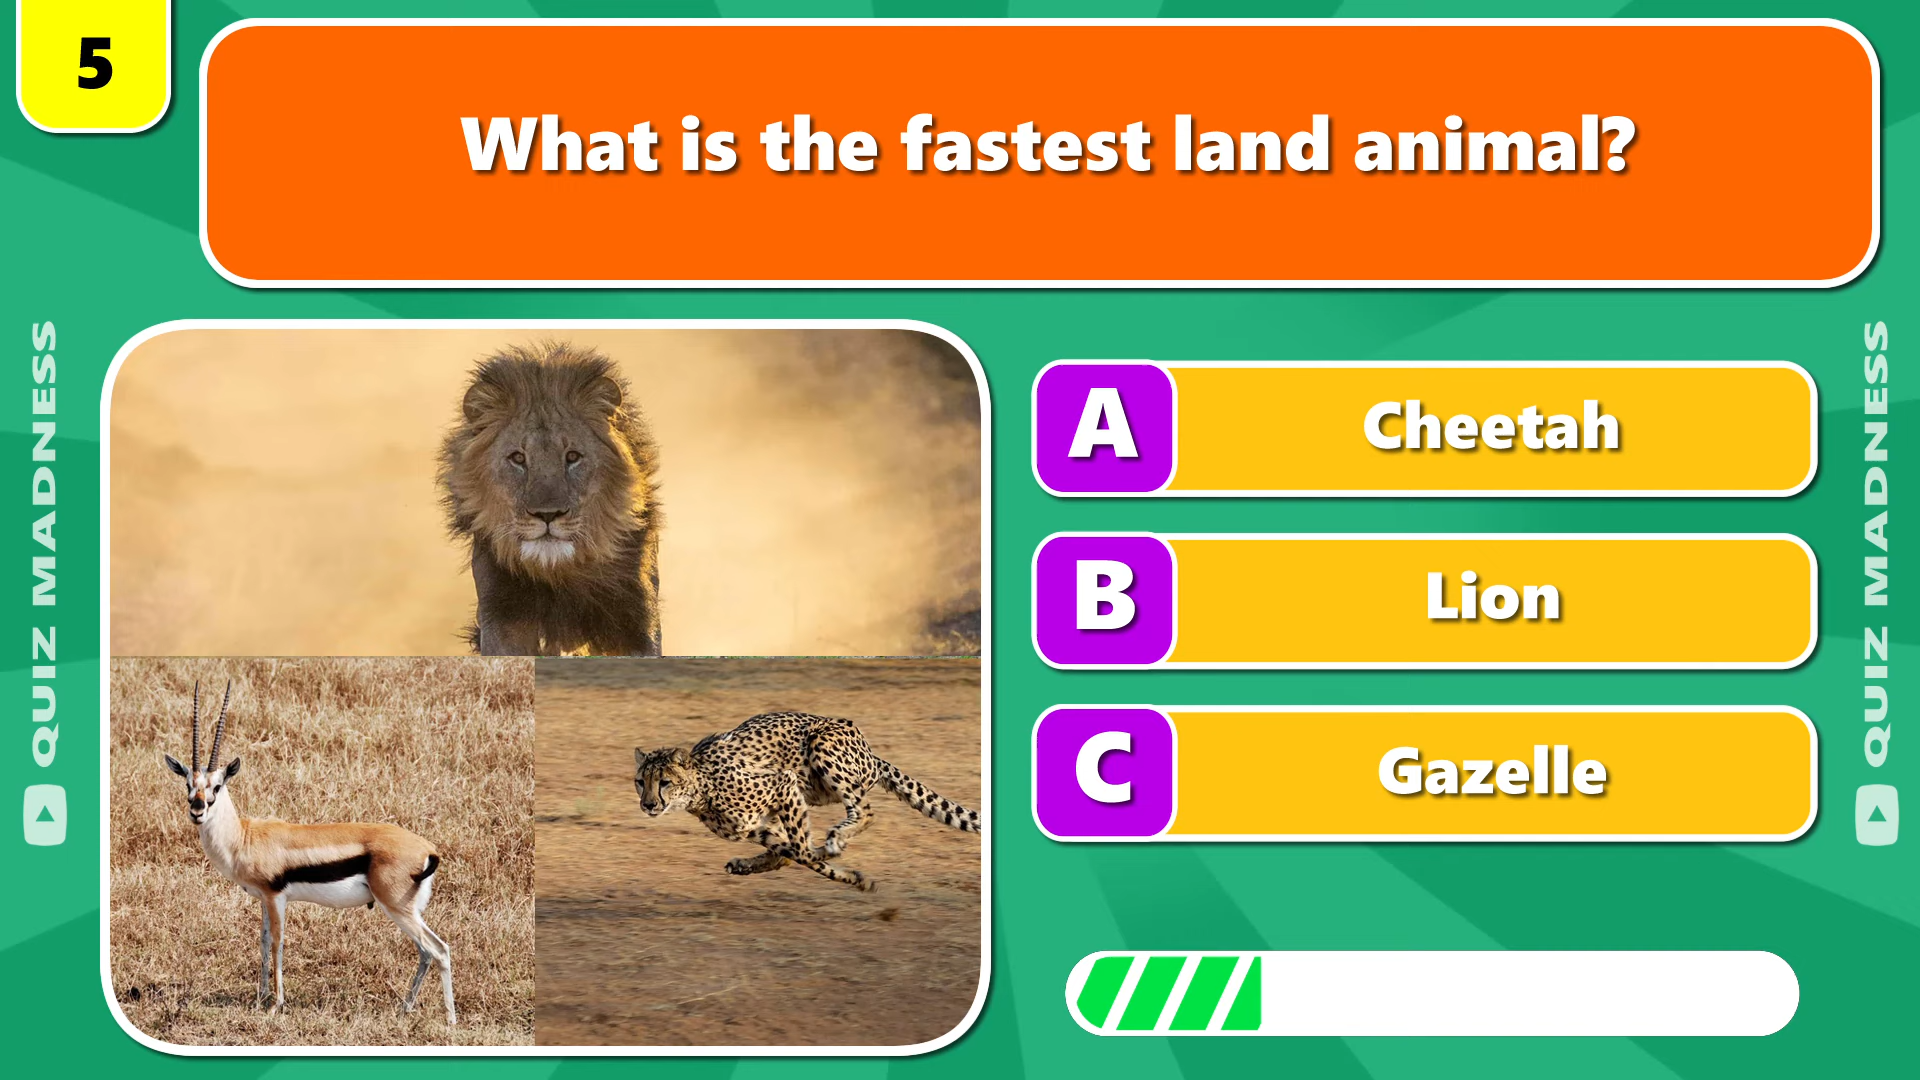 5
What is the fastest land animal?
QUIZ MADNESS
A
Cheetah
B
Lion
C
Gazelle
QUIZ MADNESS